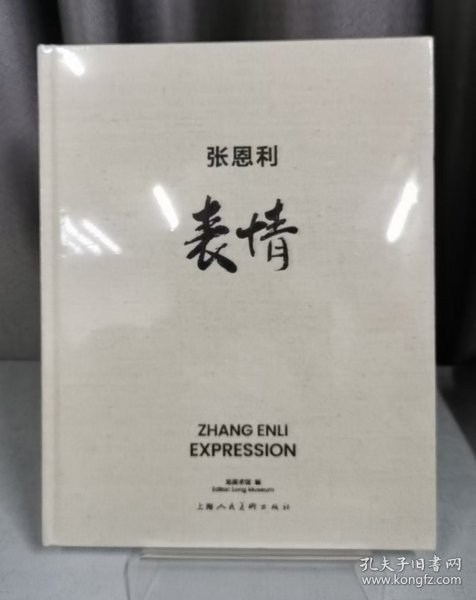 张恩利
表情
ZHANG ENLI
EXPRESSION
龙美术馆 编
Editor: Long Museum
上海人民美术出版社
孔夫子旧书网
www.kongfz.com